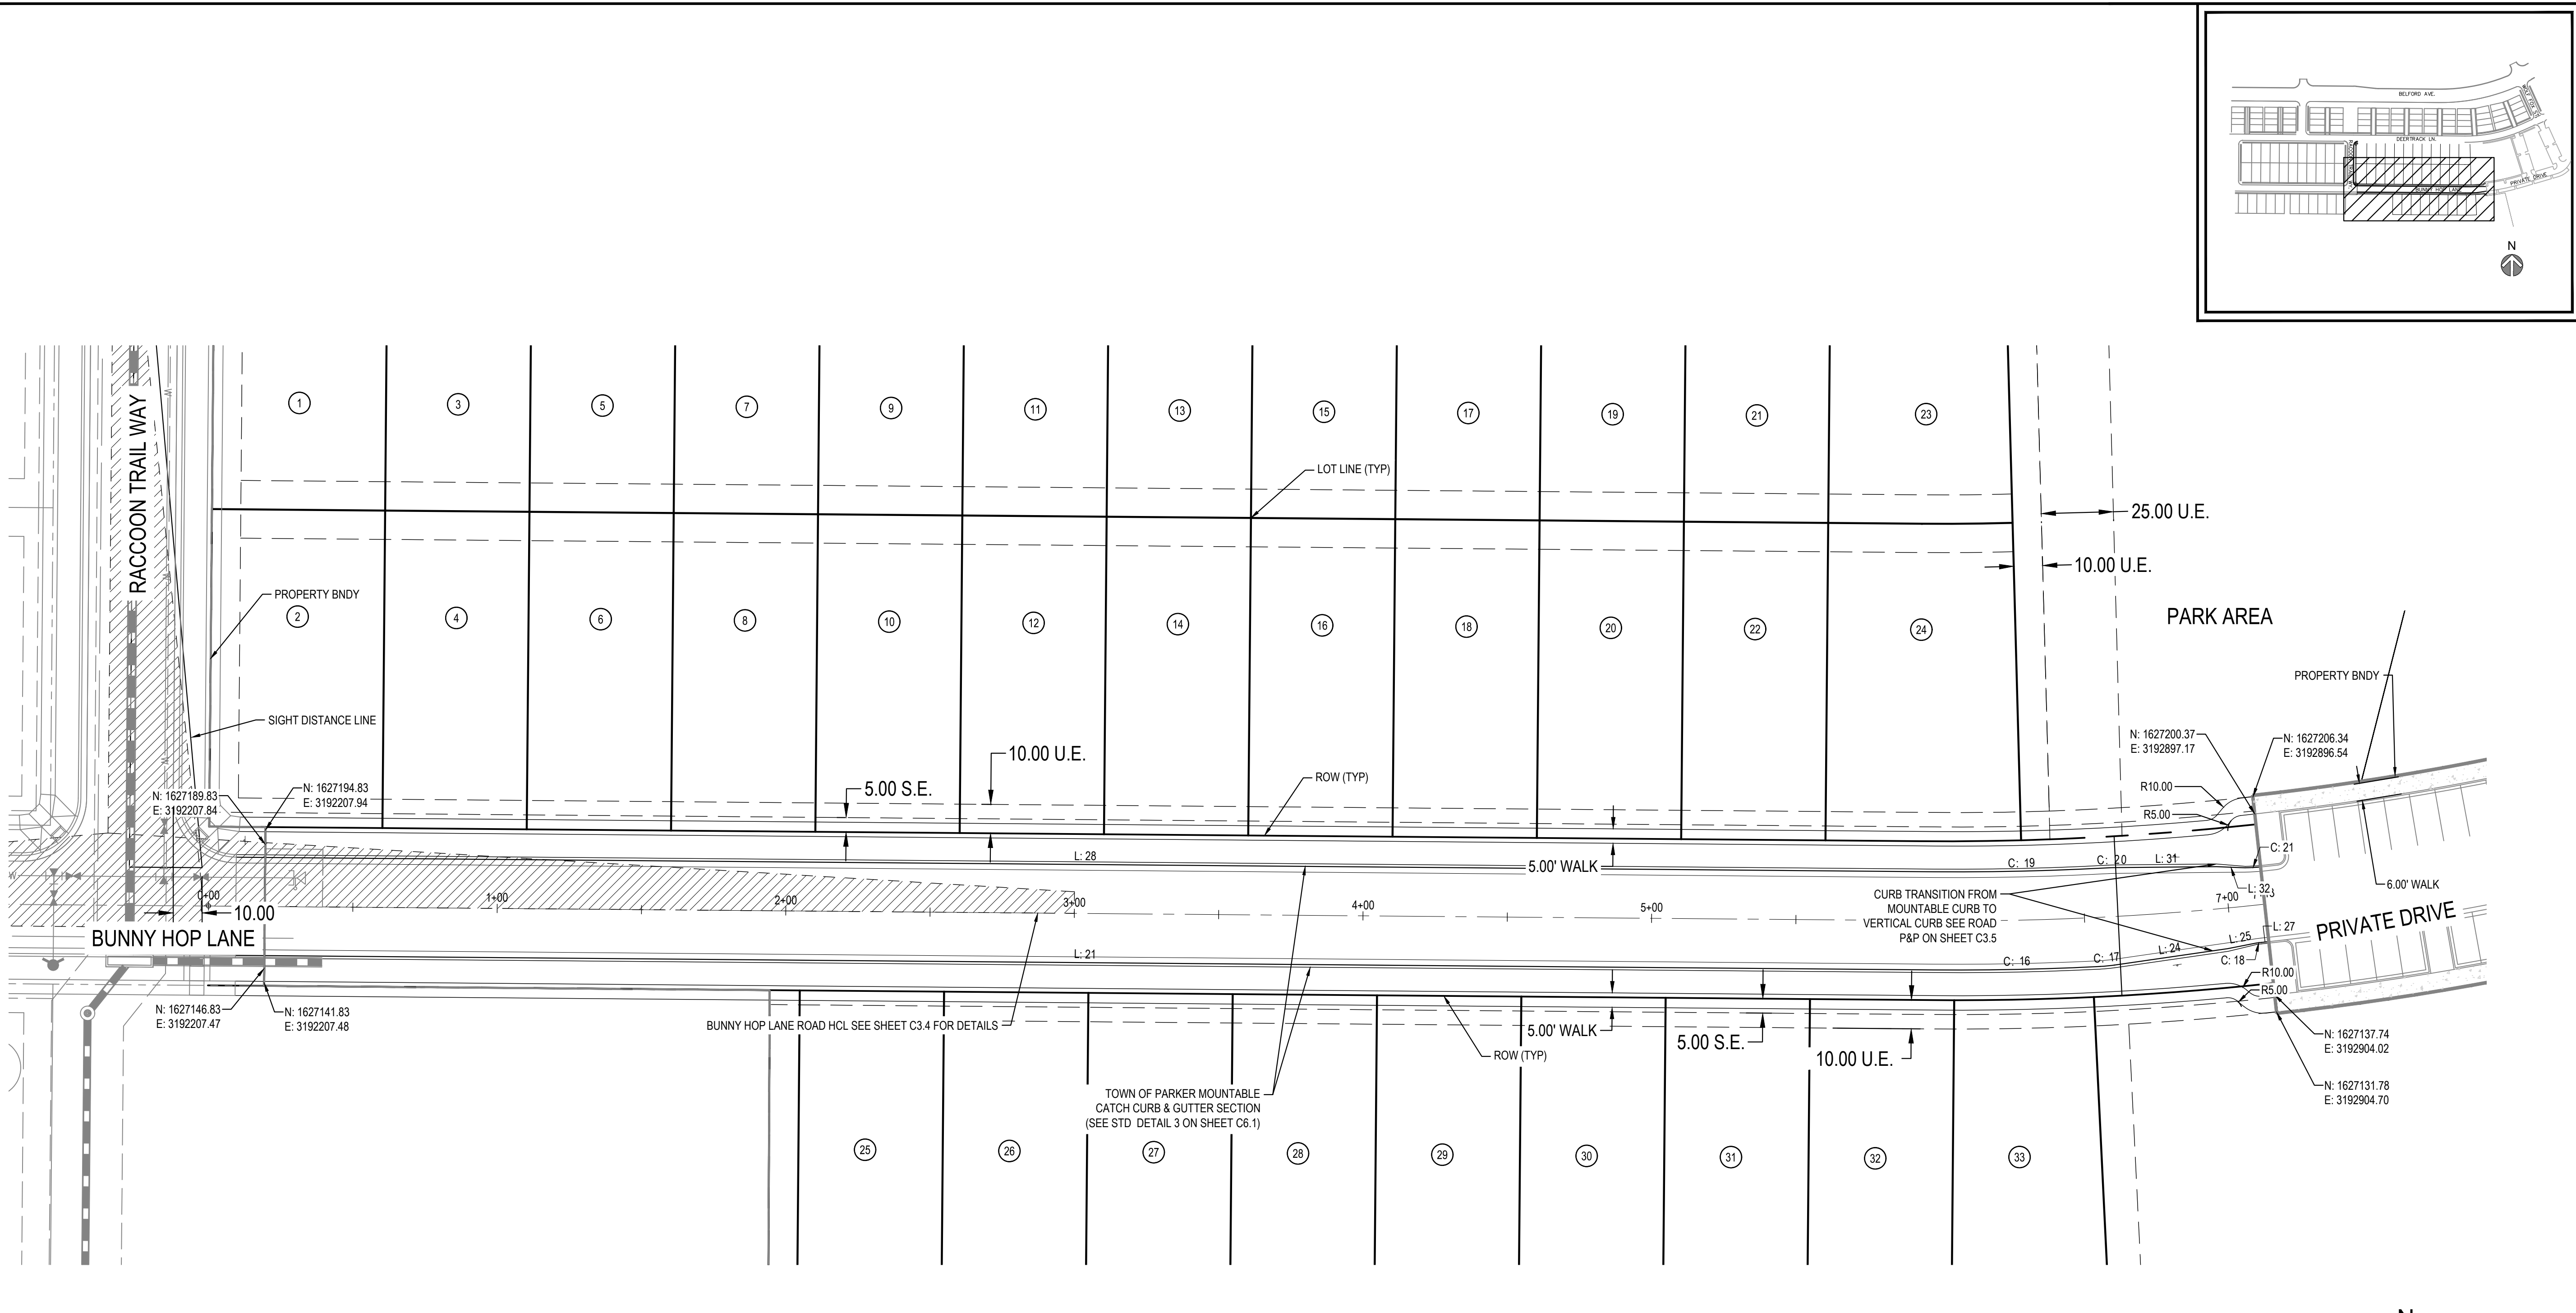 BELFORD AVE.
DEERTRACK LN.
BUNNY HOP LANE
PRIVATE DRIVE
N
RACCOON TRAIL WAY
1
3
5
7
9
11
13
15
17
19
21
23
LOT LINE (TYP)
25.00 U.E.
10.00 U.E.
PROPERTY BNDY
2
4
6
8
10
12
14
16
18
20
22
24
PARK AREA
PROPERTY BNDY
SIGHT DISTANCE LINE
N: 1627200.37
E: 3192897.17
N: 1627206.34
E: 3192896.54
10.00 U.E.
5.00 S.E.
ROW (TYP)
N: 1627189.83
E: 3192207.84
N: 1627194.83
E: 3192207.94
R10.00
R5.00
W
W
W
L: 28
5.00' WALK
C: 19
C: 20
L: 31
C: 21
L: 32
6.00' WALK
CURB TRANSITION FROM
MOUNTABLE CURB TO
VERTICAL CURB SEE ROAD
P&P ON SHEET C3.5
0+00
1+00
2+00
3+00
4+00
5+00
7+00
10.00
BUNNY HOP LANE
PRIVATE DRIVE
L: 21
C: 16
C: 17
L: 24
L: 25
L: 27
C: 18
R10.00
R5.00
N: 1627146.83
E: 3192207.47
N: 1627141.83
E: 3192207.48
BUNNY HOP LANE ROAD HCL SEE SHEET C3.4 FOR DETAILS
5.00' WALK
5.00 S.E.
10.00 U.E.
ROW (TYP)
N: 1627137.74
E: 3192904.02
N: 1627131.78
E: 3192904.70
TOWN OF PARKER MOUNTABLE
CATCH CURB & GUTTER SECTION
(SEE STD DETAIL 3 ON SHEET C6.1)
25
26
27
28
29
30
31
32
33
N